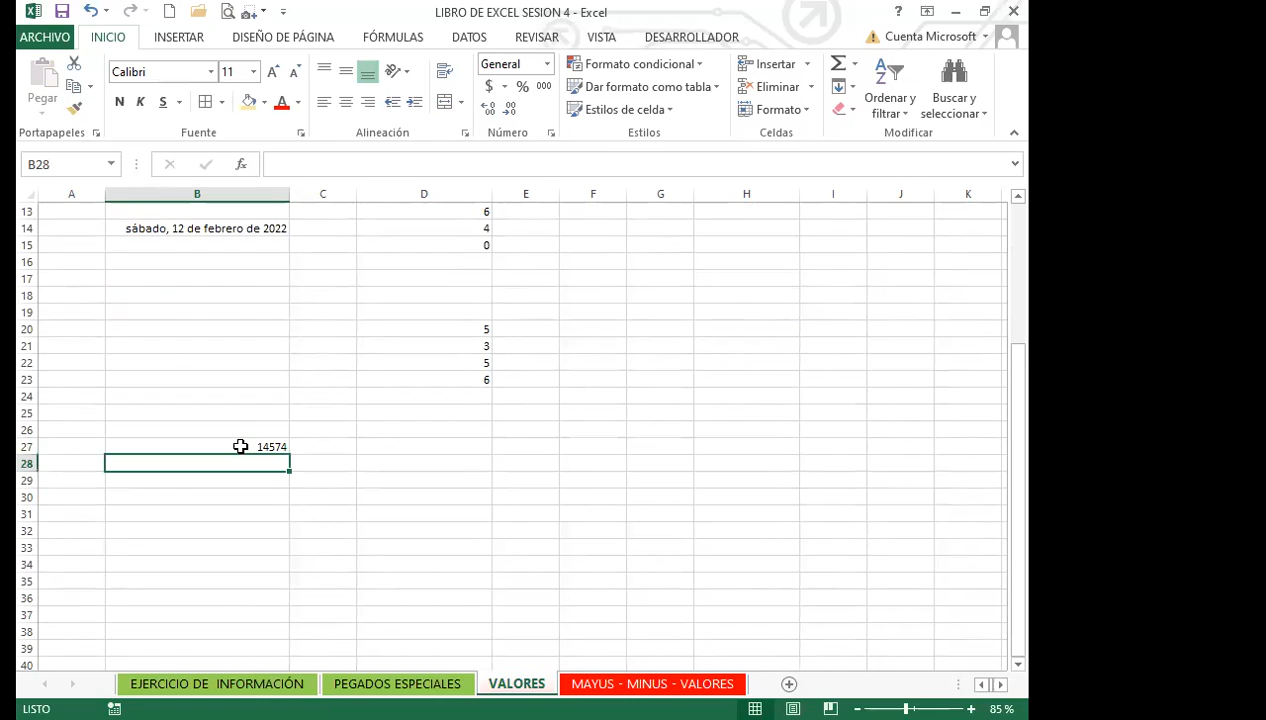 LIBRO DE EXCEL SESION 4 - Excel
ARCHIVO INICIO INSERTAR DISEÑO DE PÁGINA FÓRMULAS DATOS REVISAR VISTA DESARROLLADOR Cuenta Microsoft
Pegar
Calibri 11
N K S A
General
$ % 000
Formato condicional
Dar formato como tabla
Estilos de celda
Insertar
Eliminar
Formato
Ordenar y
filtrar
Buscar y
seleccionar
Portapapeles Fuente Alineación Número Estilos Celdas Modificar
B28 fx
A B C D E F G H I J K
13 6
14 sábado, 12 de febrero de 2022 4
15 0
16
17
18
19
20 5
21 3
22 5
23 6
24
25
26
27 14574
28
29
30
31
32
33
34
35
36
37
38
39
40
EJERCICIO DE INFORMACIÓN PEGADOS ESPECIALES VALORES MAYUS - MINUS - VALORES
LISTO 85 %